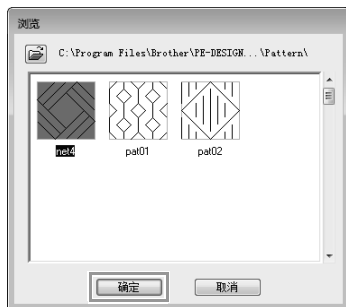 浏览
C:\Program Files\Brother\PE-DESIGN...\Pattern\
net4 pat01 pat02
确定 取消